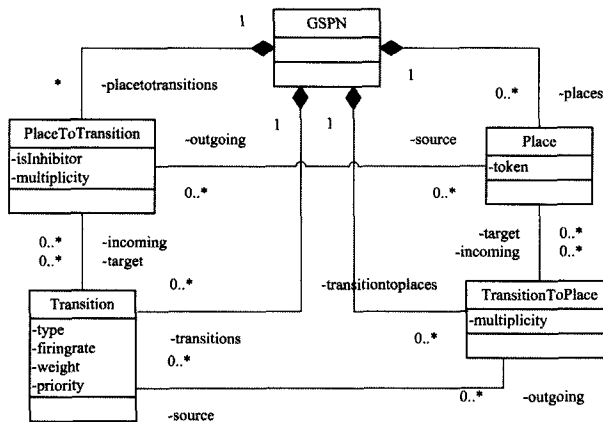 1
GSPN
1
*
-placetotransitions
1
0..*
-places
1
1
PlaceToTransition
-isInhibitor
-multiplicity
-outgoing
0..*
-source
0..*
Place
-token
0..*
-incoming
0..*
-target
-target
0..*
-incoming
0..*
0..*
-transitiontoplaces
Transition
-type
-firingrate
-weight
-priority
-transitions
0..*
0..*
TransitionToPlace
-multiplicity
-source
0..*
-outgoing